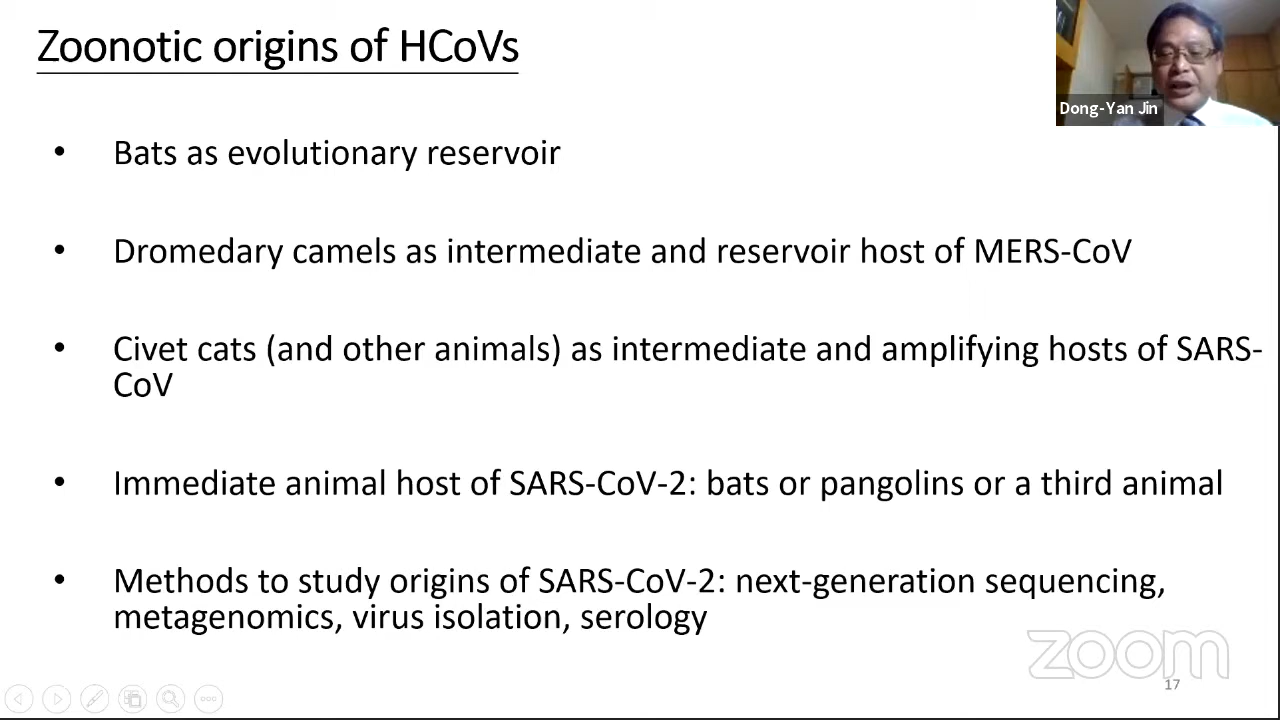 Zoonotic origins of HCoVs
Dong-Yan Jin
• Bats as evolutionary reservoir
• Dromedary camels as intermediate and reservoir host of MERS-CoV
• Civet cats (and other animals) as intermediate and amplifying hosts of SARS-
CoV
• Immediate animal host of SARS-CoV-2: bats or pangolins or a third animal
• Methods to study origins of SARS-CoV-2: next-generation sequencing,
metagenomics, virus isolation, serology
zoom
17